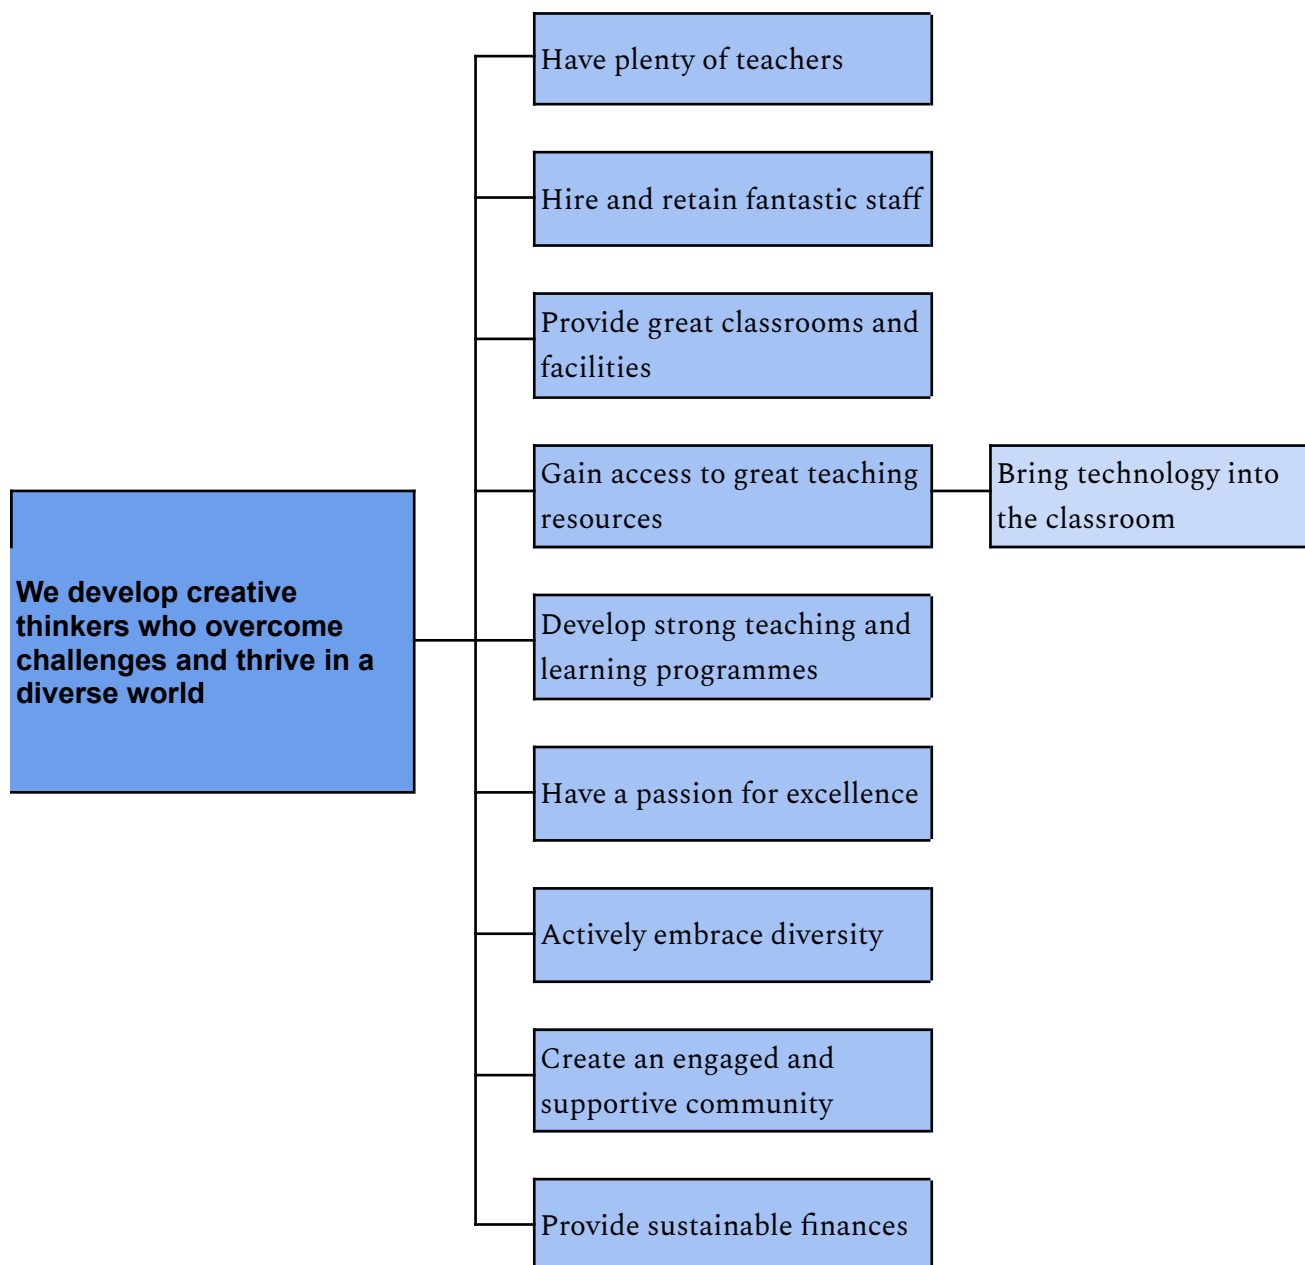 Have plenty of teachers
Hire and retain fantastic staff
Provide great classrooms and
facilities
Gain access to great teaching
resources
Bring technology into
the classroom
We develop creative
thinkers who overcome
challenges and thrive in a
diverse world
Develop strong teaching and
learning programmes
Have a passion for excellence
Actively embrace diversity
Create an engaged and
supportive community
Provide sustainable finances